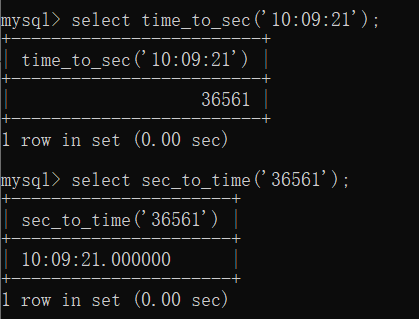 mysql> select time_to_sec('10:09:21');
+-------------------------+
| time_to_sec('10:09:21') |
+-------------------------+
|                   36561 |
+-------------------------+
1 row in set (0.00 sec)
mysql> select sec_to_time('36561');
+----------------------+
| sec_to_time('36561') |
+----------------------+
| 10:09:21.000000      |
+----------------------+
1 row in set (0.00 sec)